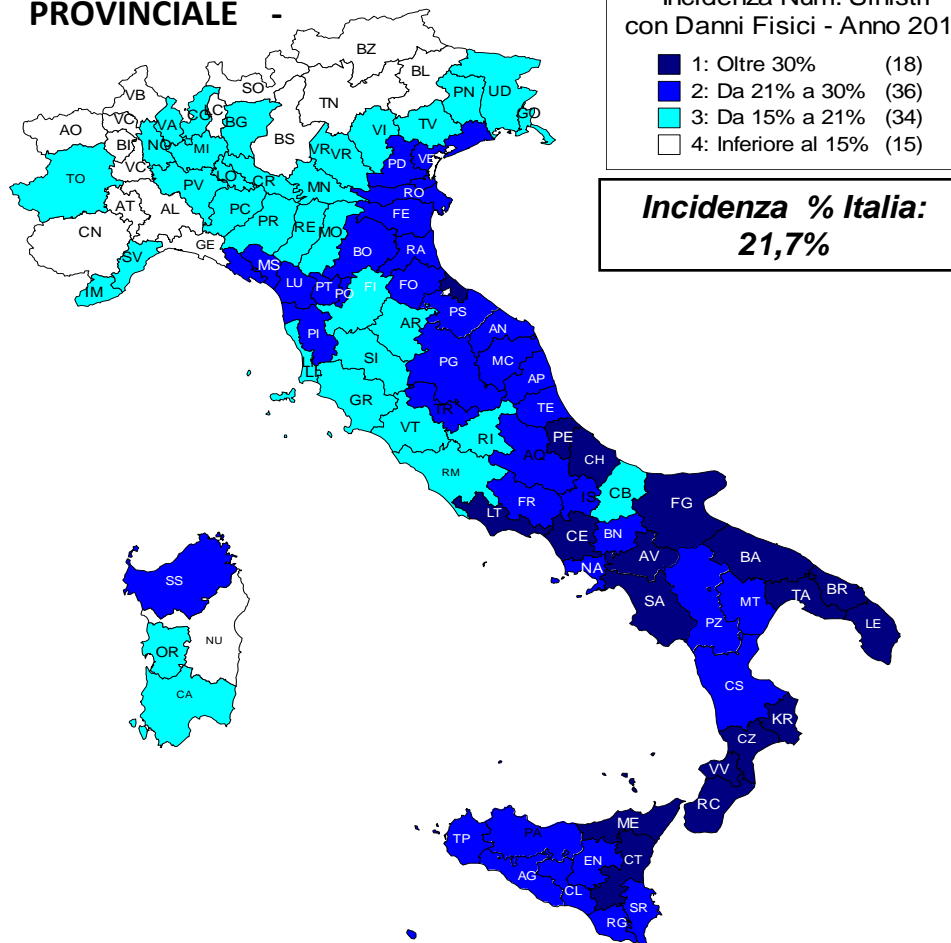 PROVINCIALE -
con Danni Fisici - Anno 201
1: Oltre 30% (18)
2: Da 21% a 30% (36)
3: Da 15% a 21% (34)
4: Inferiore al 15% (15)
Incidenza % Italia:
21,7%
BZ
BL
SO
TN
VB
PN
UD
GO
AO
VC
VA
CO
BG
BS
VI
TV
BI
NO
MI
VR
VR
PD
VE
TO
VC
LO
CR
MN
RO
PV
AT
AL
PC
PR
RE
MO
FE
CN
GE
BO
RA
SV
IM
MS
LU
PT
PO
FI
FO
PS
PI
AR
AN
LI
SI
PG
MC
AP
GR
TR
TE
VT
RI
PE
AQ
CH
RM
FR
IS
CB
LT
FG
CE
BN
NA
AV
BA
SA
MT
TA
BR
PZ
LE
SS
NU
OR
CA
CS
KR
CZ
VV
RC
ME
TP
PA
EN
CT
AG
CL
SR
RG